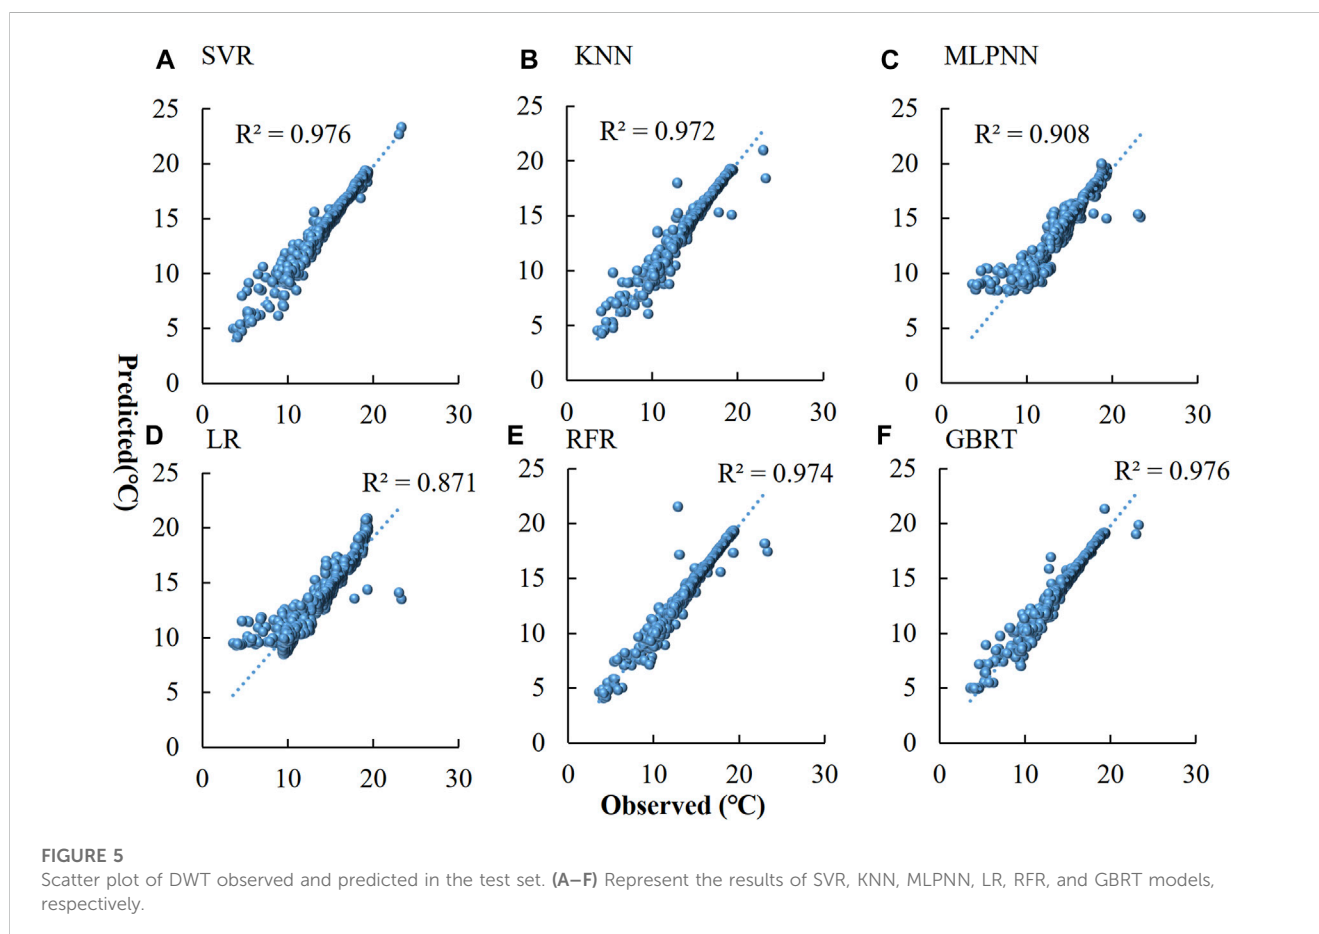 A SVR
B KNN
C MLPNN
25
20
15
10
5
0
R² = 0.976
0 10 20 30
25
20
15
10
5
0
R² = 0.972
0 10 20 30
25
20
15
10
5
0
R² = 0.908
0 10 20 30
Predicted(°C)
D LR
E RFR
F GBRT
25
20
15
10
5
0
R² = 0.871
0 10 20 30
25
20
15
10
5
0
R² = 0.974
0 10 20 30
25
20
15
10
5
0
R² = 0.976
0 10 20 30
Observed (°C)
FIGURE 5
Scatter plot of DWT observed and predicted in the test set. (A–F) Represent the results of SVR, KNN, MLPNN, LR, RFR, and GBRT models,
respectively.